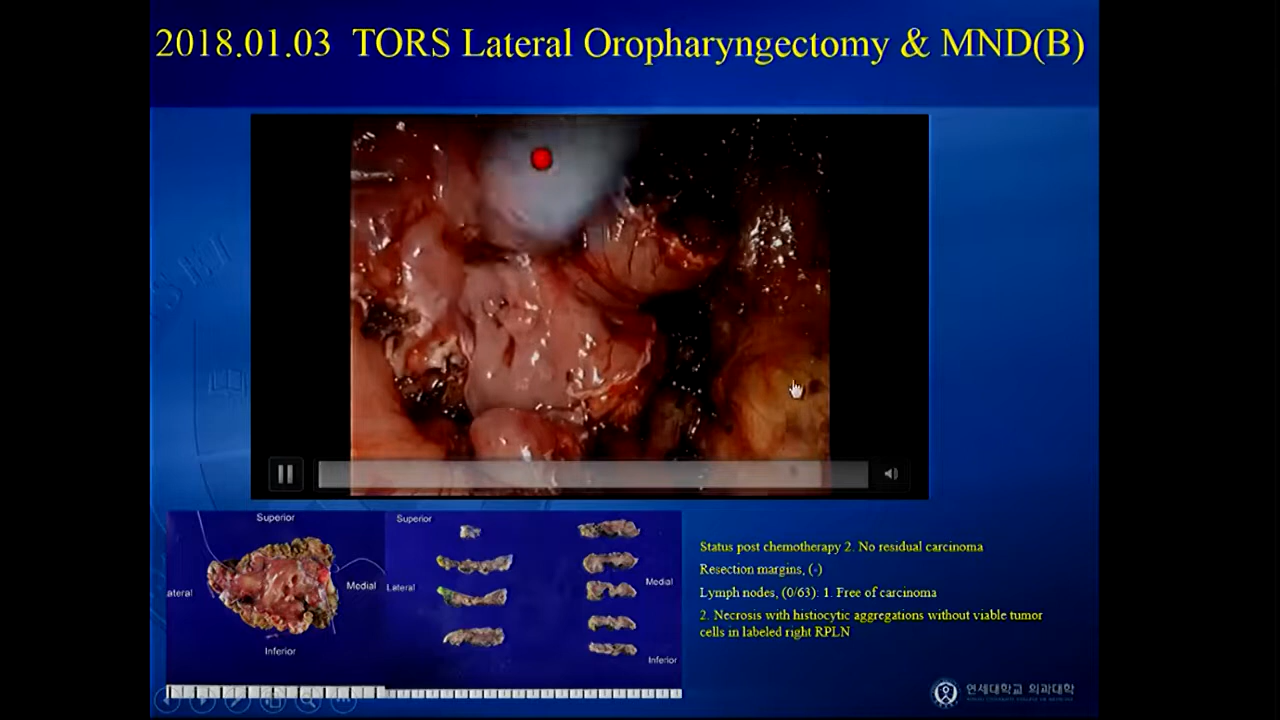 2018.01.03 TORS Lateral Oropharyngectomy & MND(B)
Superior
ateral
Medial
Inferior
Superior
Lateral
Medial
Inferior
Status post chemotherapy 2. No residual carcinoma
Resection margins, (-)
Lymph nodes, (0/63): 1. Free of carcinoma
2. Necrosis with histiocytic aggregations without viable tumor
cells in labeled right RPLN
연세대학교 의과대학